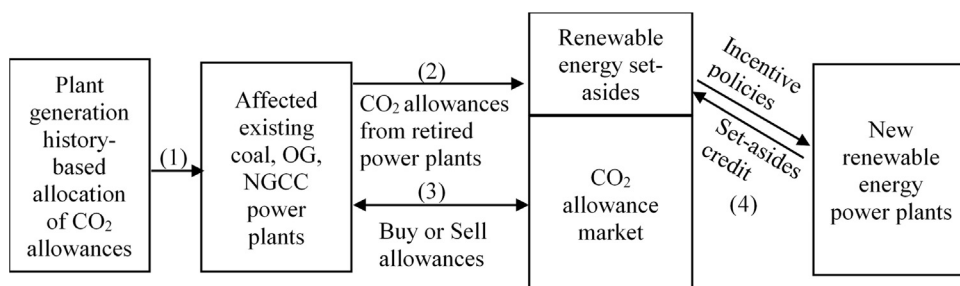 Plant
generation
history-
based
allocation
of CO₂
allowances
(1)
Affected
existing
coal, OG,
NGCC
power
plants
(2)
CO₂ allowances
from retired
power plants
(3)
Buy or Sell
allowances
Renewable
energy set-
asides
CO₂
allowance
market
Incentive
policies
Set-asides
credit
(4)
New
renewable
energy
power plants